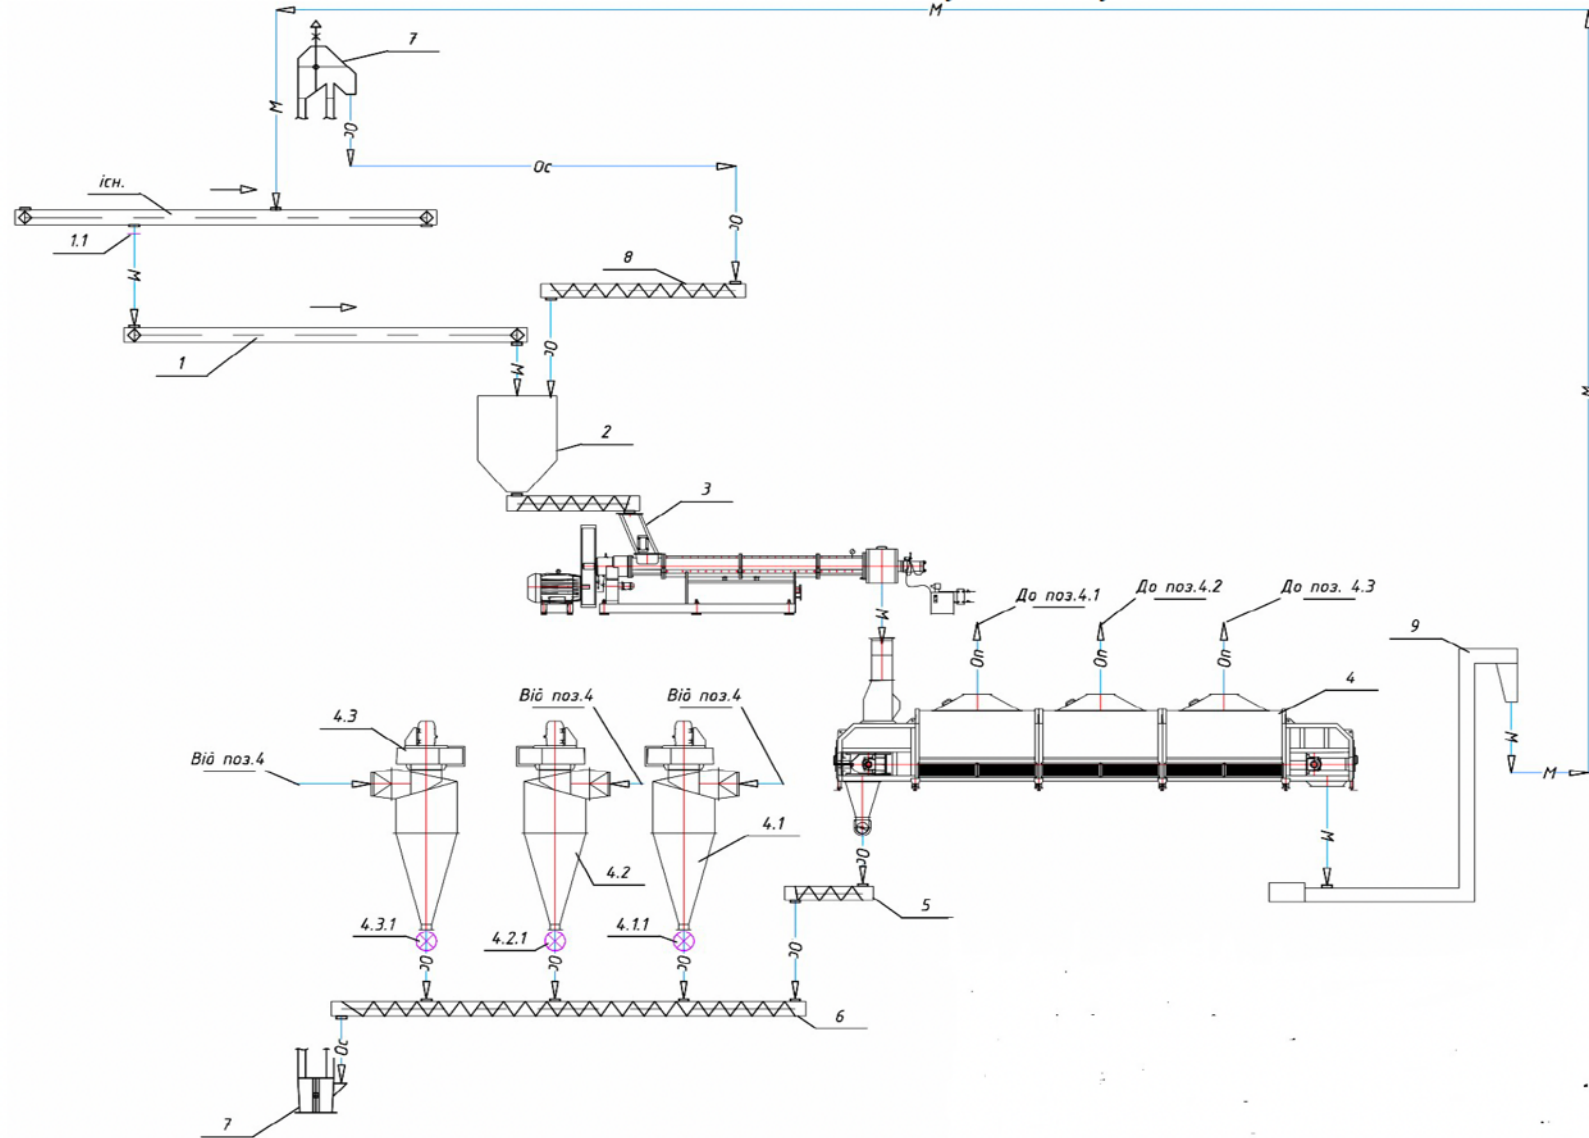 М
7
М
Ос
Ос
існ.
Ос
1.1
М
8
1
Ос
М
2
3
До поз.4.1
До поз.4.2
До поз. 4.3
М
9
Оп
Оп
Оп
М
4
Від поз.4
Від поз.4
4.3
Від поз.4
М
М
4.1
М
4.2
Ос
5
4.3.1
4.2.1
4.1.1
Ос
Ос
Ос
Ос
6
Ос
7